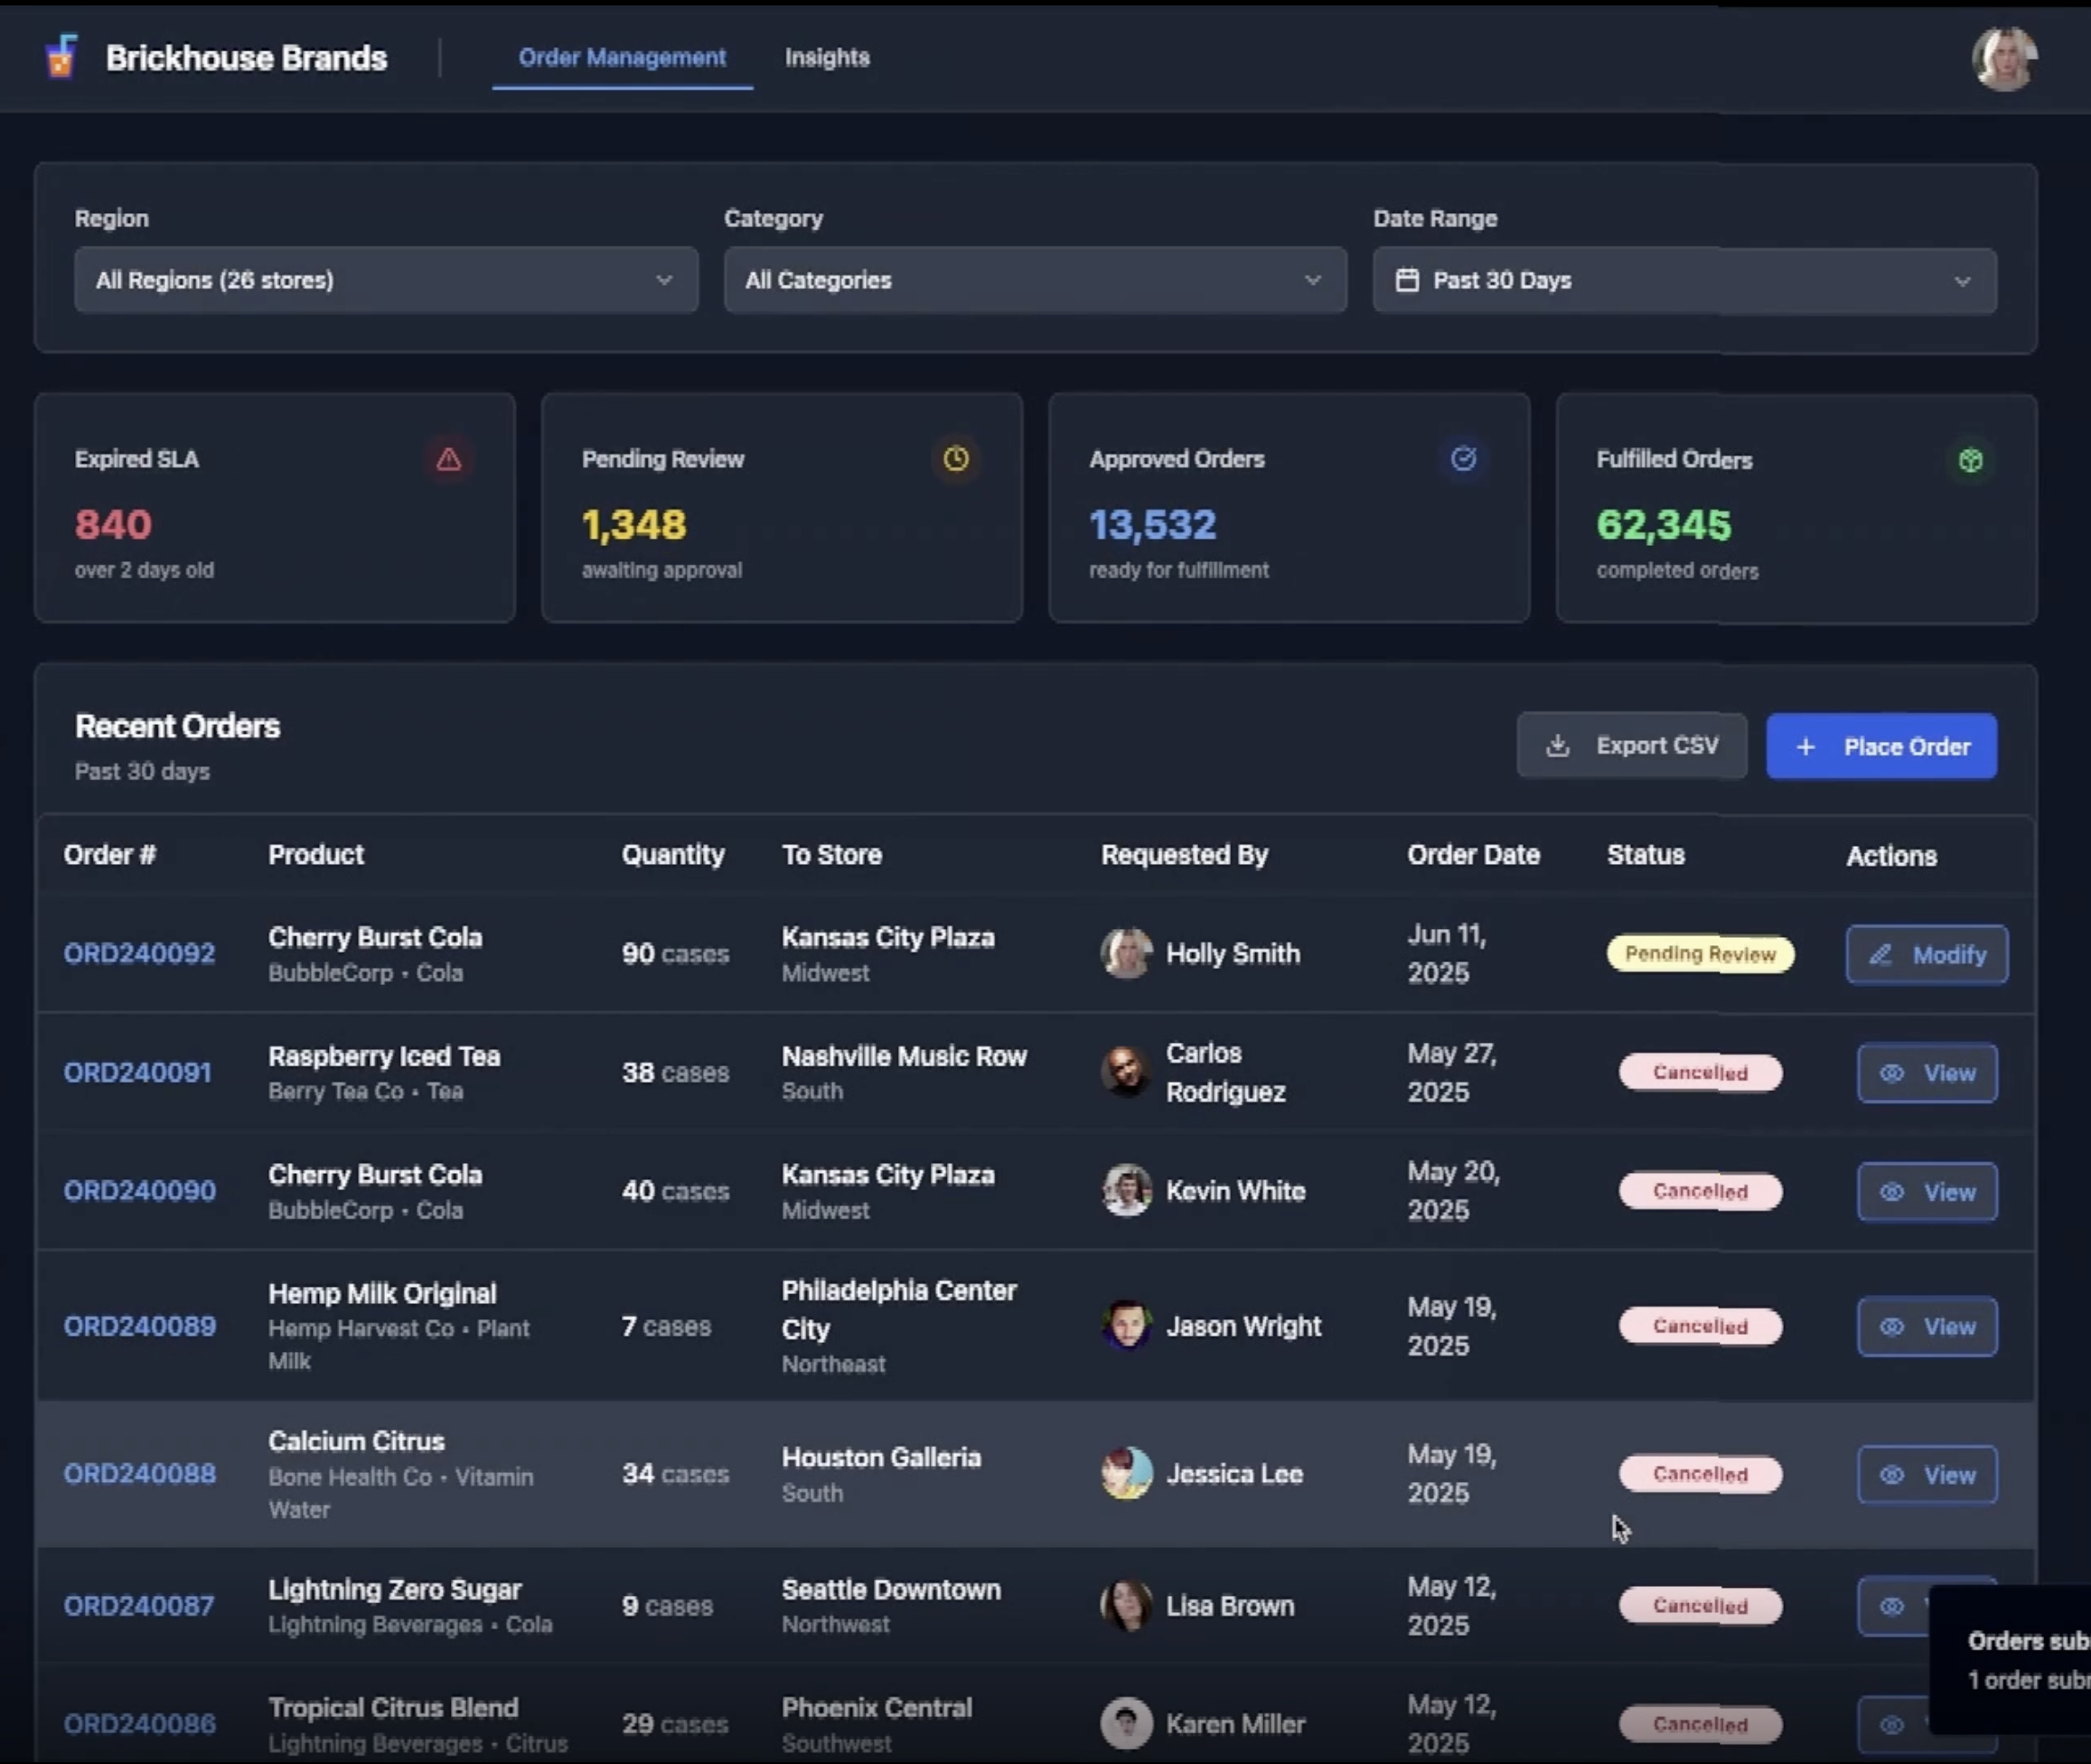 Brickhouse Brands
Order Management
Insights
Region
Category
Date Range
All Regions (26 stores)
All Categories
Past 30 Days
Expired SLA
840
over 2 days old
Pending Review
1,348
awaiting approval
Approved Orders
13,532
ready for fulfillment
Fulfilled Orders
62,345
completed orders
Recent Orders
Past 30 days
Export CSV
+ Place Order
Order #
Product
Quantity
To Store
Requested By
Order Date
Status
Actions
ORD240092
Cherry Burst Cola
BubbleCorp • Cola
90 cases
Kansas City Plaza
Midwest
Holly Smith
Jun 11,
2025
Pending Review
Modify
ORD240091
Raspberry Iced Tea
Berry Tea Co • Tea
38 cases
Nashville Music Row
South
Carlos
Rodriguez
May 27,
2025
Cancelled
View
ORD240090
Cherry Burst Cola
BubbleCorp • Cola
40 cases
Kansas City Plaza
Midwest
Kevin White
May 20,
2025
Cancelled
View
ORD240089
Hemp Milk Original
Hemp Harvest Co • Plant
Milk
7 cases
Philadelphia Center
City
Northeast
Jason Wright
May 19,
2025
Cancelled
View
ORD240088
Calcium Citrus
Bone Health Co • Vitamin
Water
34 cases
Houston Galleria
South
Jessica Lee
May 19,
2025
Cancelled
View
ORD240087
Lightning Zero Sugar
Lightning Beverages • Cola
9 cases
Seattle Downtown
Northwest
Lisa Brown
May 12,
2025
Cancelled
ORD240086
Tropical Citrus Blend
Lightning Beverages • Citrus
29 cases
Phoenix Central
Southwest
Karen Miller
May 12,
2025
Cancelled
Orders sub
1 order sub